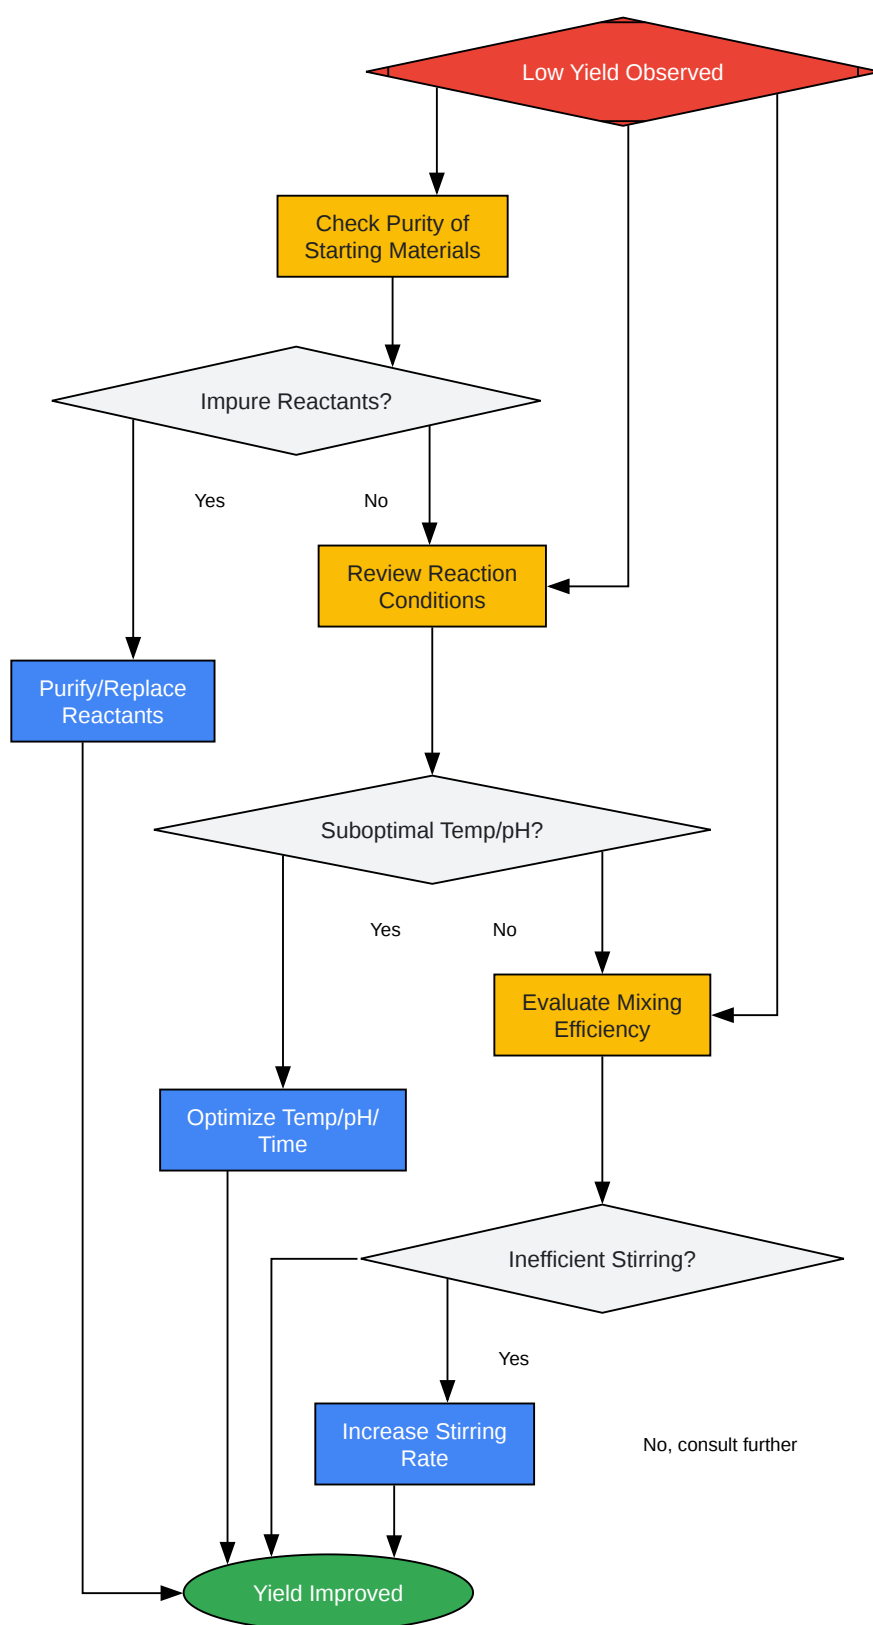 Low Yield Observed
Check Purity of
Starting Materials
Impure Reactants?
Yes
No
Review Reaction
Conditions
Purify/Replace
Reactants
Suboptimal Temp/pH?
Yes
No
Evaluate Mixing
Efficiency
Optimize Temp/pH/
Time
Inefficient Stirring?
Yes
Increase Stirring
Rate
No, consult further
Yield Improved